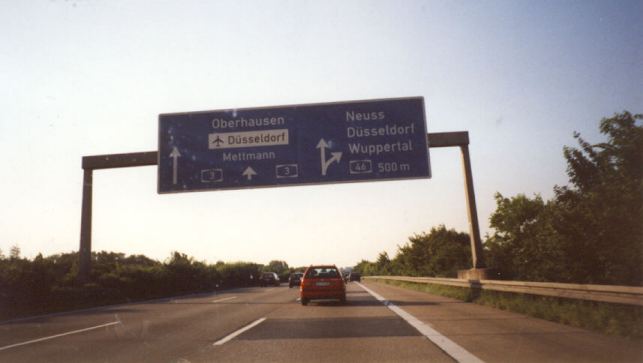 Oberhausen
Düsseldorf
Mettmann
3
3
Neuss
Düsseldorf
Wuppertal
46 500 m